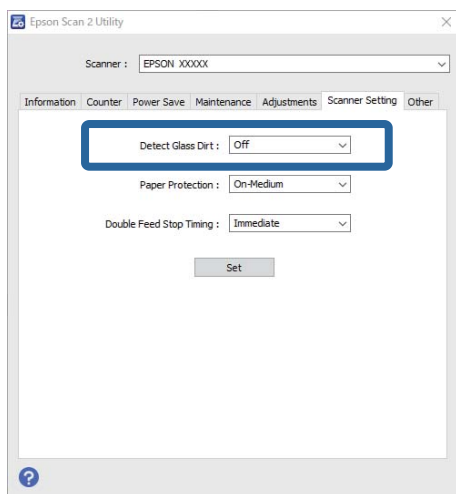 Epson Scan 2 Utility
Scanner : EPSON XXXXX
Information Counter Power Save Maintenance Adjustments Scanner Setting Other
Detect Glass Dirt : Off
Paper Protection : On-Medium
Double Feed Stop Timing : Immediate
Set
?